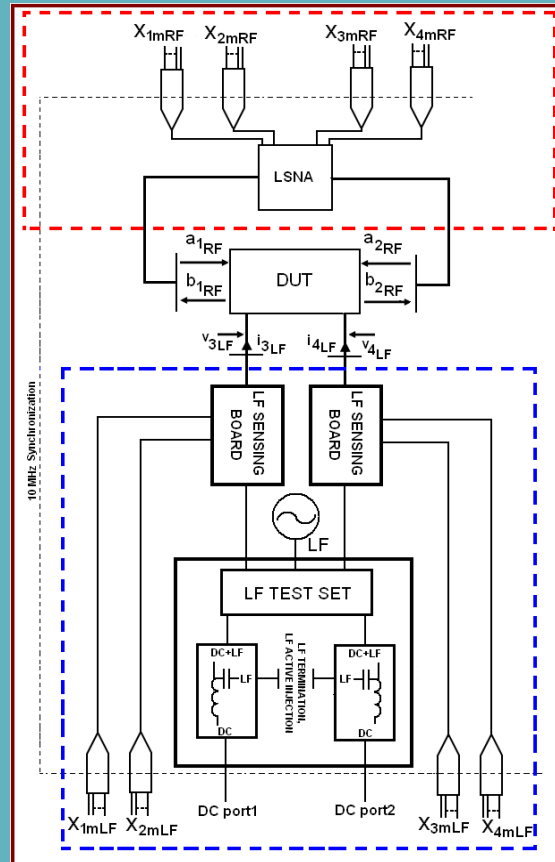 X1mRF
X2mRF
X3mRF
X4mRF
LSNA
a1RF
a2RF
b1RF
b2RF
DUT
v3LF
i3LF
i4LF
v4LF
LF SENSING
BOARD
LF SENSING
BOARD
10 MHz Synchronization
LF
LF TEST SET
DC+LF
LF
DC
LF TERMINATION,
LF ACTIVE INJECTION
DC+LF
LF
DC
DC port1
DC port2
X1mLF
X2mLF
X3mLF
X4mLF